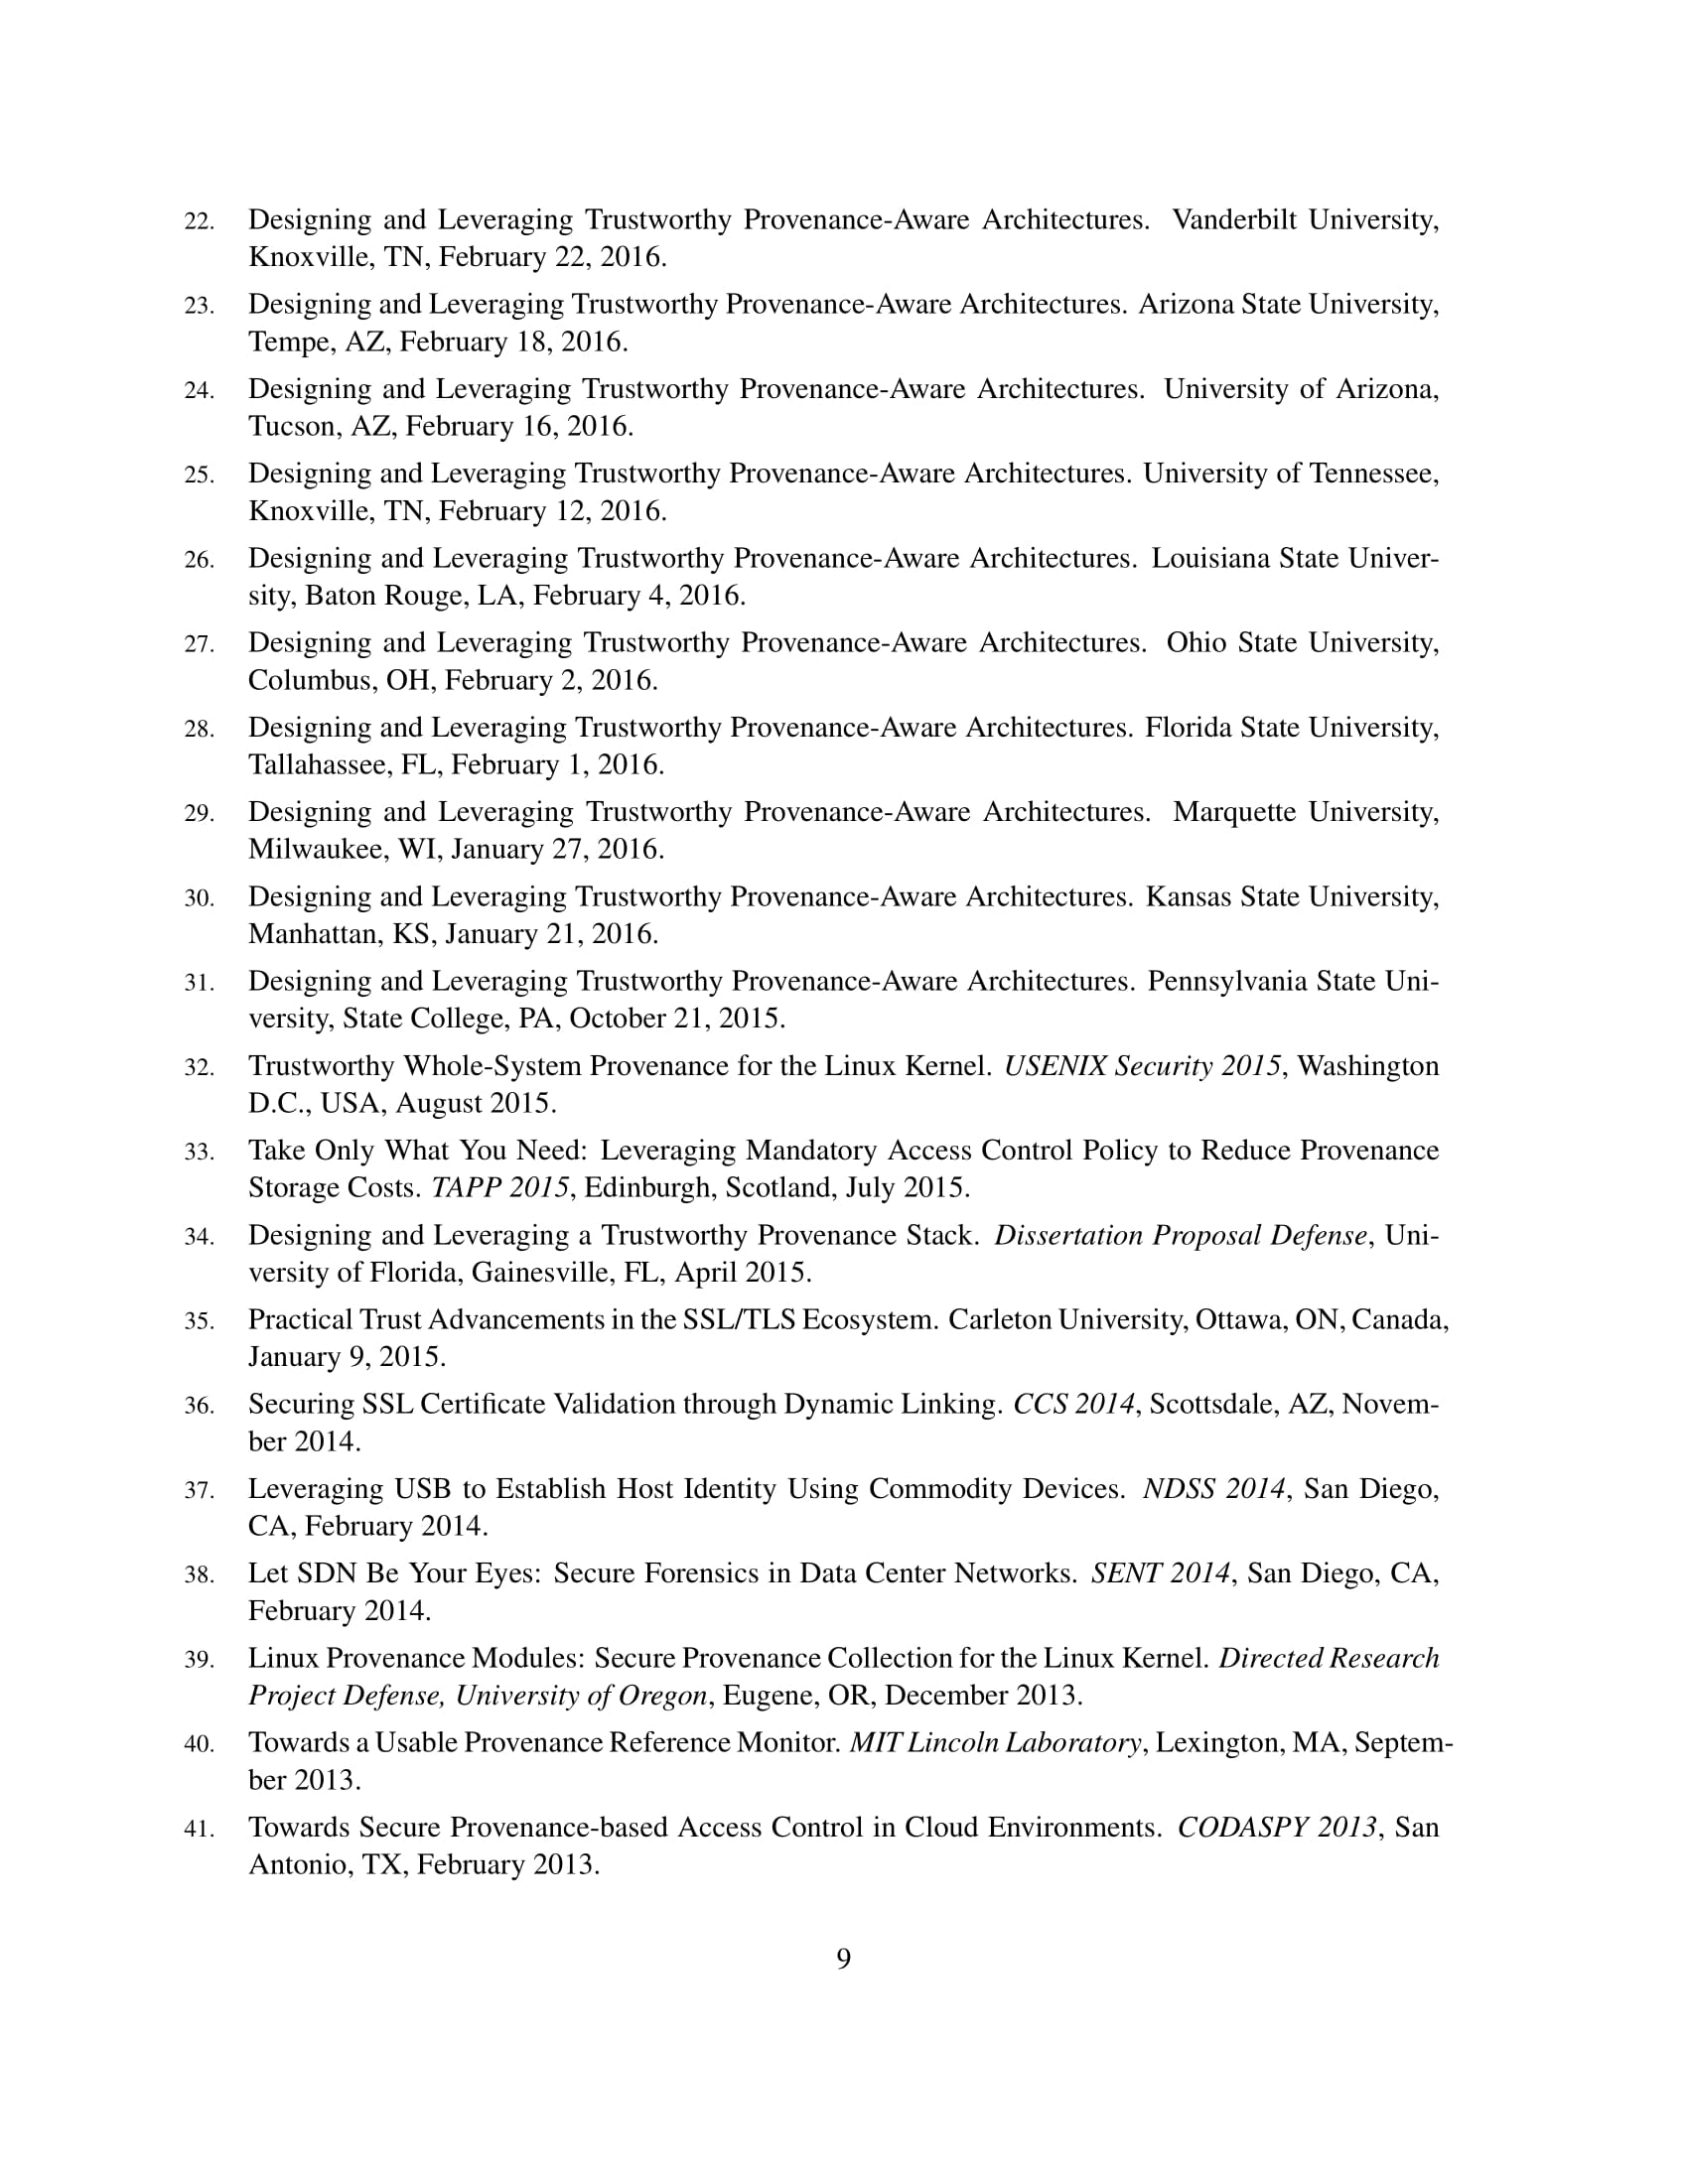 22. Designing and Leveraging Trustworthy Provenance-Aware Architectures. Vanderbilt University,
Knoxville, TN, February 22, 2016.
23. Designing and Leveraging Trustworthy Provenance-Aware Architectures. Arizona State University,
Tempe, AZ, February 18, 2016.
24. Designing and Leveraging Trustworthy Provenance-Aware Architectures. University of Arizona,
Tucson, AZ, February 16, 2016.
25. Designing and Leveraging Trustworthy Provenance-Aware Architectures. University of Tennessee,
Knoxville, TN, February 12, 2016.
26. Designing and Leveraging Trustworthy Provenance-Aware Architectures. Louisiana State Univer-
sity, Baton Rouge, LA, February 4, 2016.
27. Designing and Leveraging Trustworthy Provenance-Aware Architectures. Ohio State University,
Columbus, OH, February 2, 2016.
28. Designing and Leveraging Trustworthy Provenance-Aware Architectures. Florida State University,
Tallahassee, FL, February 1, 2016.
29. Designing and Leveraging Trustworthy Provenance-Aware Architectures. Marquette University,
Milwaukee, WI, January 27, 2016.
30. Designing and Leveraging Trustworthy Provenance-Aware Architectures. Kansas State University,
Manhattan, KS, January 21, 2016.
31. Designing and Leveraging Trustworthy Provenance-Aware Architectures. Pennsylvania State Uni-
versity, State College, PA, October 21, 2015.
32. Trustworthy Whole-System Provenance for the Linux Kernel. USENIX Security 2015, Washington
D.C., USA, August 2015.
33. Take Only What You Need: Leveraging Mandatory Access Control Policy to Reduce Provenance
Storage Costs. TAPP 2015, Edinburgh, Scotland, July 2015.
34. Designing and Leveraging a Trustworthy Provenance Stack. Dissertation Proposal Defense, Uni-
versity of Florida, Gainesville, FL, April 2015.
35. Practical Trust Advancements in the SSL/TLS Ecosystem. Carleton University, Ottawa, ON, Canada,
January 9, 2015.
36. Securing SSL Certificate Validation through Dynamic Linking. CCS 2014, Scottsdale, AZ, Novem-
ber 2014.
37. Leveraging USB to Establish Host Identity Using Commodity Devices. NDSS 2014, San Diego,
CA, February 2014.
38. Let SDN Be Your Eyes: Secure Forensics in Data Center Networks. SENT 2014, San Diego, CA,
February 2014.
39. Linux Provenance Modules: Secure Provenance Collection for the Linux Kernel. Directed Research
Project Defense, University of Oregon, Eugene, OR, December 2013.
40. Towards a Usable Provenance Reference Monitor. MIT Lincoln Laboratory, Lexington, MA, Septem-
ber 2013.
41. Towards Secure Provenance-based Access Control in Cloud Environments. CODASPY 2013, San
Antonio, TX, February 2013.
9